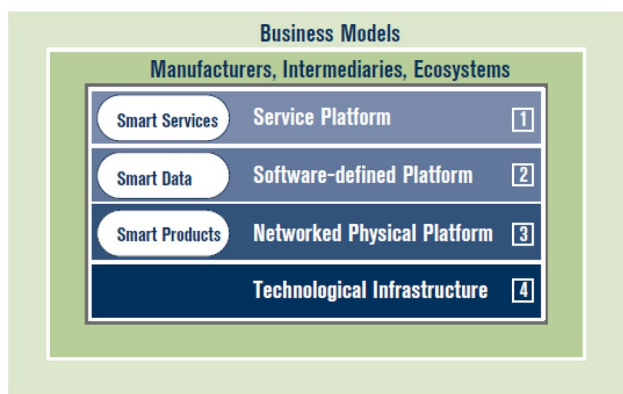 Business Models
Manufacturers, Intermediaries, Ecosystems
Smart Services Service Platform 1
Smart Data Software-defined Platform 2
Smart Products Networked Physical Platform 3
Technological Infrastructure 4